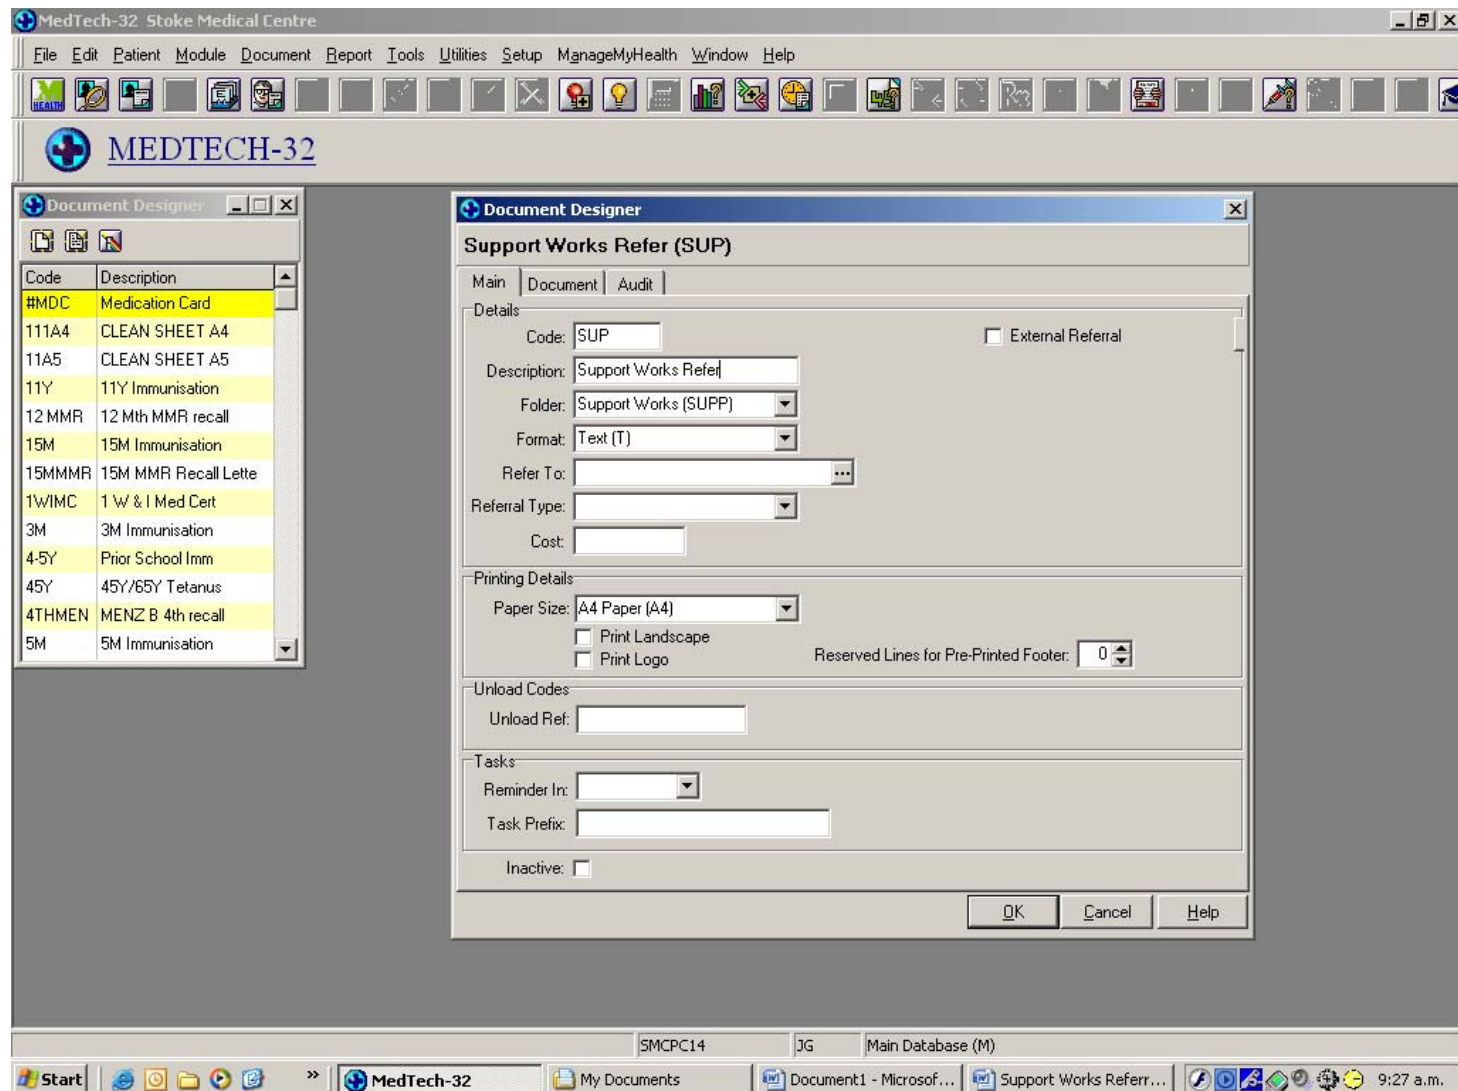 MedTech-32 Stoke Medical Centre
File Edit Patient Module Document Report Tools Utilities Setup ManageMyHealth Window Help
M HEALTH
MEDTECH-32
Document Designer
Code Description
#MDC Medication Card
111A4 CLEAN SHEET A4
11A5 CLEAN SHEET A5
11Y 11Y Immunisation
12 MMR 12 Mth MMR recall
15M 15M Immunisation
15MMMR 15M MMR Recall Lette
1WIMC 1 W & I Med Cert
3M 3M Immunisation
4-5Y Prior School Imm
45Y 45Y/65Y Tetanus
4THMEN MENZ B 4th recall
5M 5M Immunisation
Document Designer
Support Works Refer (SUP)
Main Document Audit
Details
Code: SUP
External Referral
Description: Support Works Refer
Folder: Support Works (SUPP)
Format: Text (T)
Refer To: ...
Referral Type:
Cost:
Printing Details
Paper Size: A4 Paper (A4)
Print Landscape
Print Logo
Reserved Lines for Pre-Printed Footer: 0
Unload Codes
Unload Ref:
Tasks
Reminder In:
Task Prefix:
Inactive:
OK Cancel Help
SMCPC14 JG Main Database (M)
Start » MedTech-32 My Documents Document1 - Microsof... Support Works Referr... 9:27 a.m.